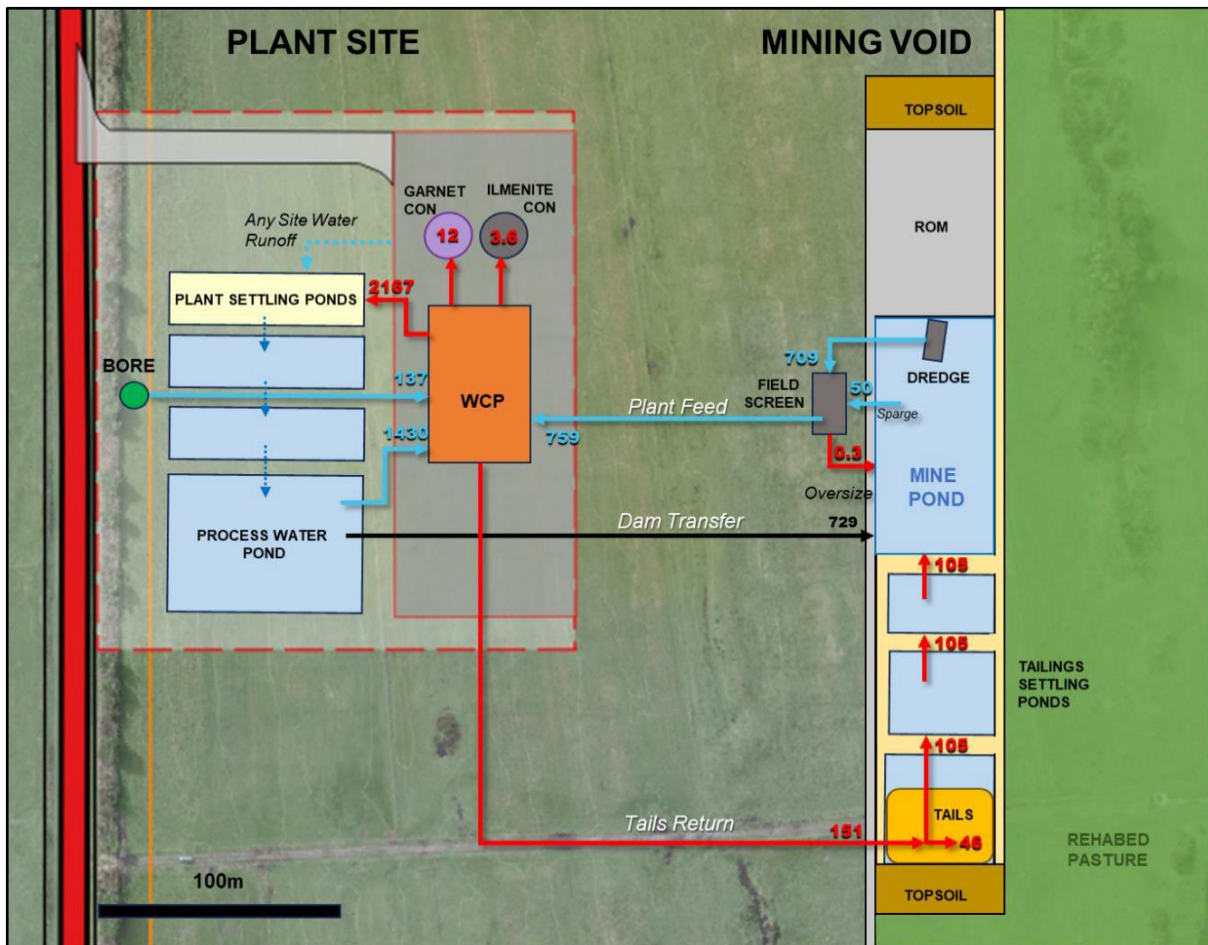 PLANT SITE
MINING VOID
TOPSOIL
GARNET
CON
ILMENITE
CON
12
3.6
ROM
Any Site Water
Runoff
2167
PLANT SETTLING PONDS
BORE
137
WCP
1430
709
FIELD
SCREEN
50
DREDGE
Sparge
Plant Feed
759
0.3
Oversize
MINE
POND
PROCESS WATER
POND
Dam Transfer
729
105
105
TAILINGS
SETTLING
PONDS
105
Tails Return
151
TAILS
46
REHABED
PASTURE
100m
TOPSOIL